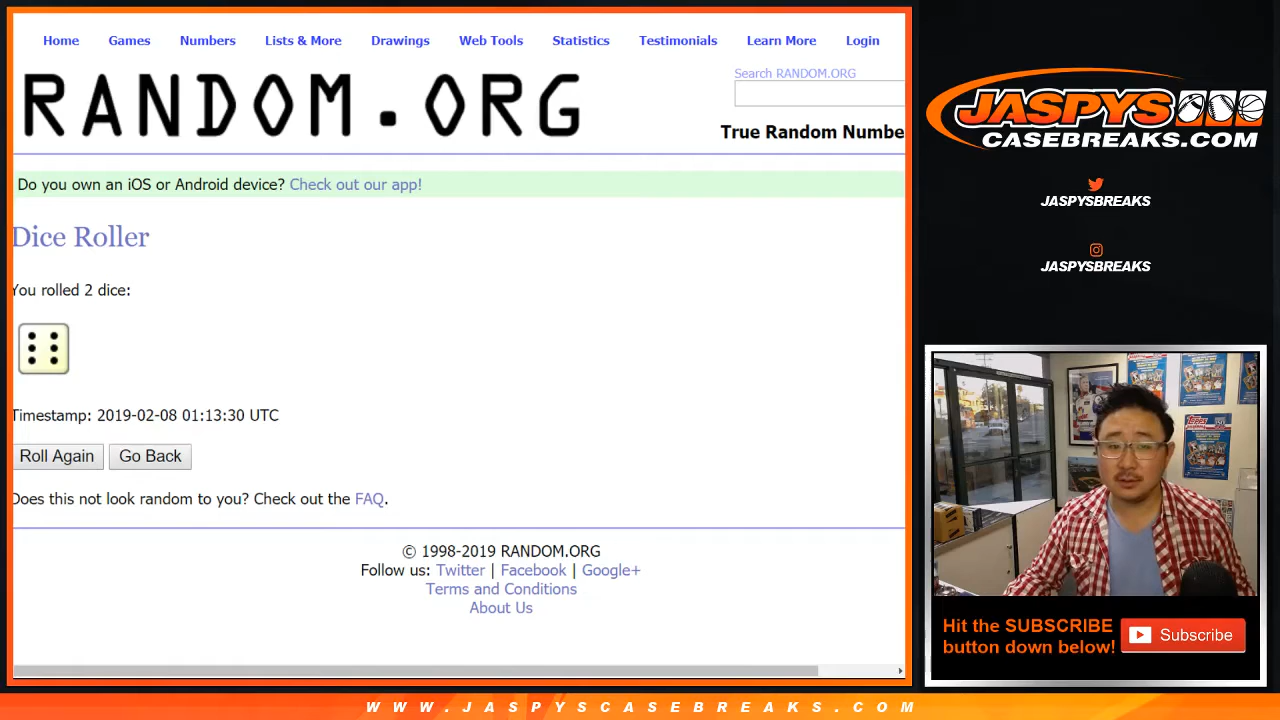 Home Games Numbers Lists & More Drawings Web Tools Statistics Testimonials Learn More Login
RANDOM.ORG
Search RANDOM.ORG
True Random Numbe
Do you own an iOS or Android device? Check out our app!
Dice Roller
You rolled 2 dice:
Timestamp: 2019-02-08 01:13:30 UTC
Roll Again Go Back
Does this not look random to you? Check out the FAQ.
© 1998-2019 RANDOM.ORG
Follow us: Twitter | Facebook | Google+
Terms and Conditions
About Us
JASPYS
CASEBREAKS.COM
JASPYSBREAKS
JASPYSBREAKS
Hit the SUBSCRIBE
button down below!
Subscribe
WWW.JASPYSCASEBREAKS.COM